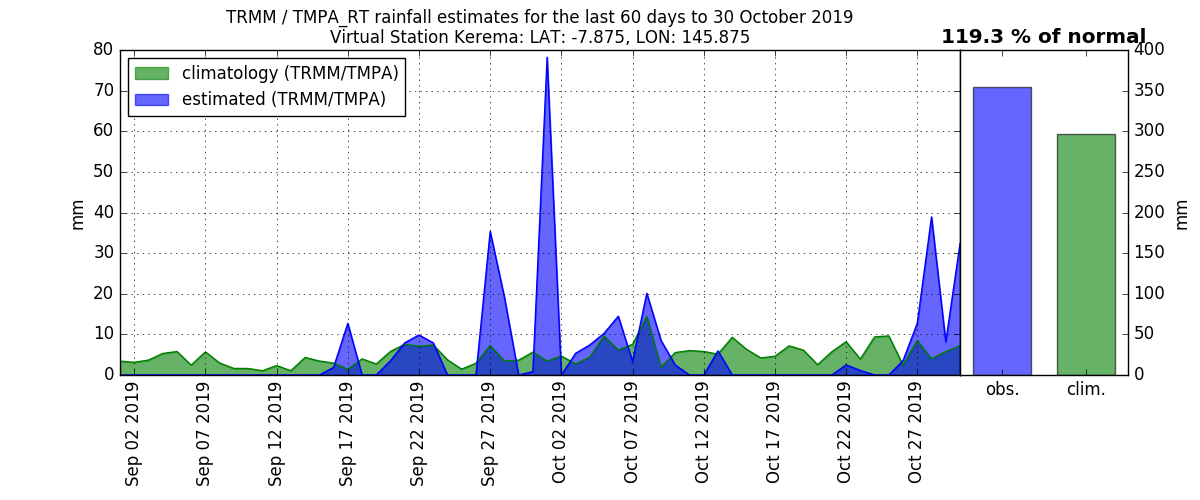 TRMM / TMPA_RT rainfall estimates for the last 60 days to 30 October 2019
Virtual Station Kerema: LAT: -7.875, LON: 145.875
119.3 % of normal
climatology (TRMM/TMPA)
estimated (TRMM/TMPA)
mm
80
70
60
50
40
30
20
10
0
Sep 02 2019
Sep 07 2019
Sep 12 2019
Sep 17 2019
Sep 22 2019
Sep 27 2019
Oct 02 2019
Oct 07 2019
Oct 12 2019
Oct 17 2019
Oct 22 2019
Oct 27 2019
400
350
300
250
200
150
100
50
0
mm
obs.
clim.